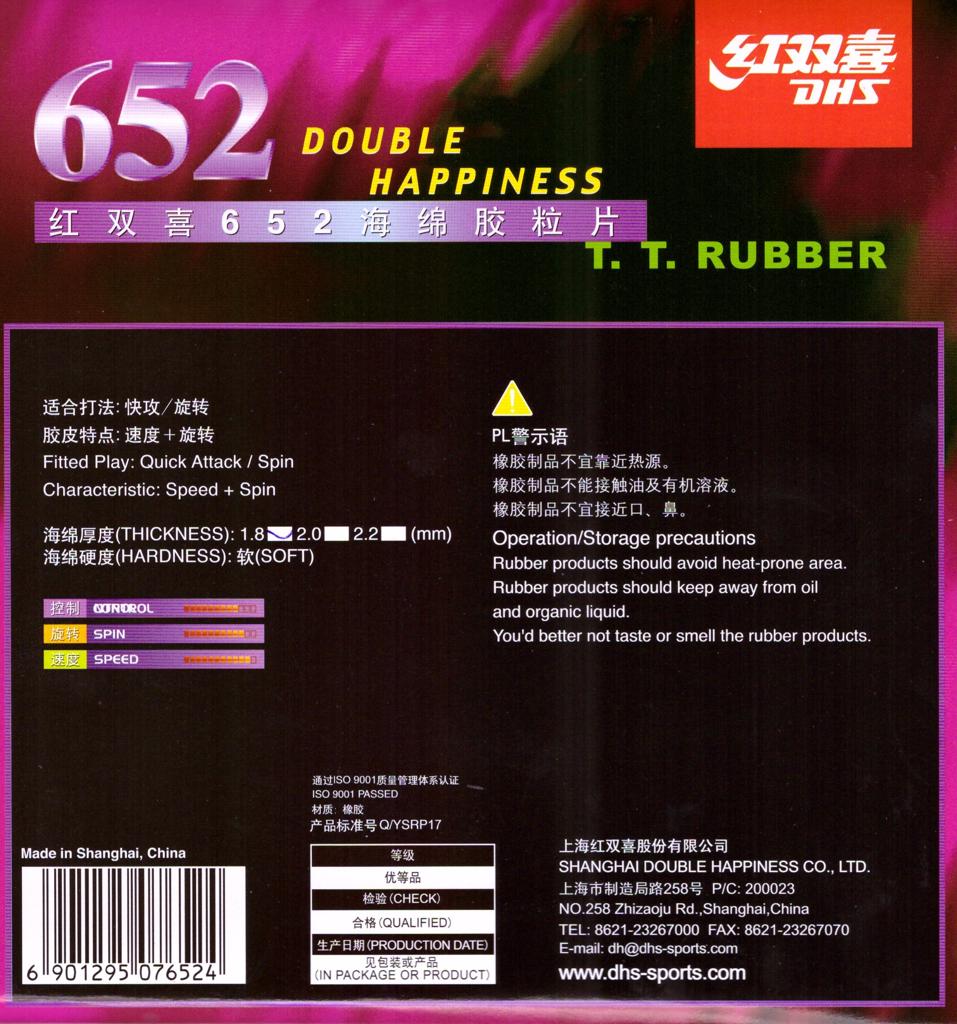 红双喜
DHS
652
DOUBLE
HAPPINESS
红双喜652海绵胶粒片
T. T. RUBBER
适合打法: 快攻/旋转
胶皮特点: 速度+旋转
Fitted Play: Quick Attack / Spin
Characteristic: Speed + Spin
海绵厚度(THICKNESS): 1.8 2.0 2.2 (mm)
海绵硬度(HARDNESS): 软(SOFT)
控制 CONTROL
旋转 SPIN
速度 SPEED
PL警示语
橡胶制品不宜靠近热源。
橡胶制品不能接触油及有机溶液。
橡胶制品不宜接近口、鼻。
Operation/Storage precautions
Rubber products should avoid heat-prone area.
Rubber products should keep away from oil
and organic liquid.
You'd better not taste or smell the rubber products.
Made in Shanghai, China
6 901295 076524
通过ISO 9001质量管理体系认证
ISO 9001 PASSED
材质: 橡胶
产品标准号Q/YSRP17
等级
优等品
检验(CHECK)
合格(QUALIFIED)
生产日期(PRODUCTION DATE)
见包装或产品
(IN PACKAGE OR PRODUCT)
上海红双喜股份有限公司
SHANGHAI DOUBLE HAPPINESS CO., LTD.
上海市制造局路258号 P/C: 200023
NO.258 Zhizaoju Rd.,Shanghai,China
TEL: 8621-23267000 FAX: 8621-23267070
E-mail: dh@dhs-sports.com
www.dhs-sports.com